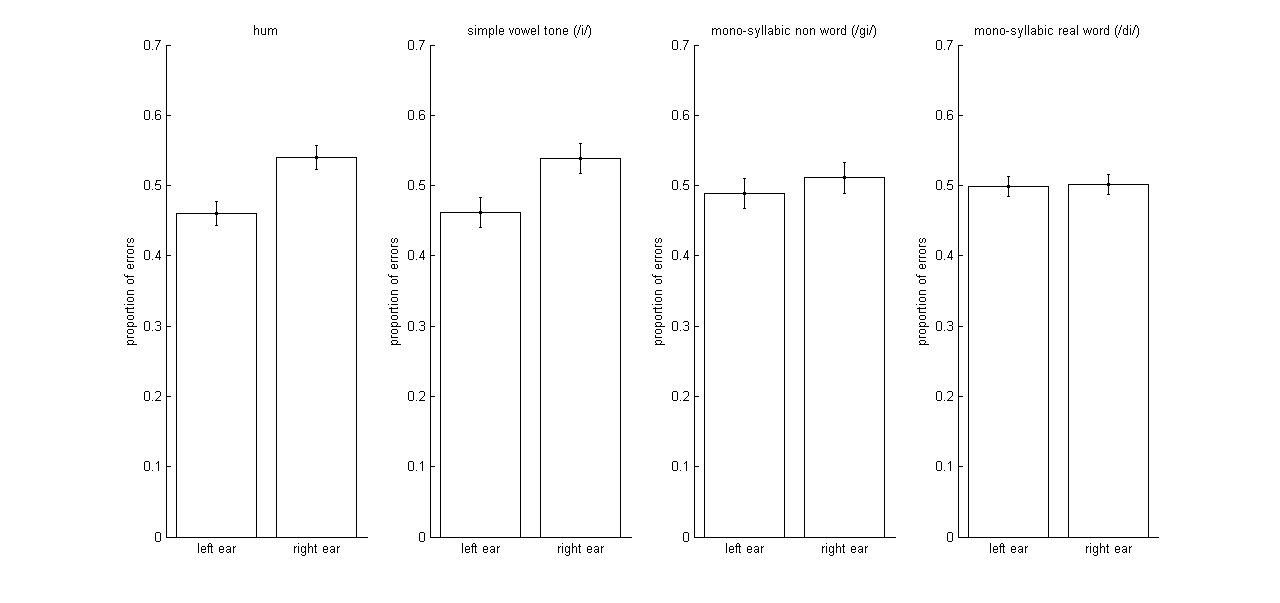 hum
0.7
0.6
0.5
0.4
0.3
0.2
0.1
0
proportion of errors
left ear
right ear
simple vowel tone (/i/)
0.7
0.6
0.5
0.4
0.3
0.2
0.1
0
proportion of errors
left ear
right ear
mono-syllabic non word (/gi/)
0.7
0.6
0.5
0.4
0.3
0.2
0.1
0
proportion of errors
left ear
right ear
mono-syllabic real word (/di/)
0.7
0.6
0.5
0.4
0.3
0.2
0.1
0
proportion of errors
left ear
right ear